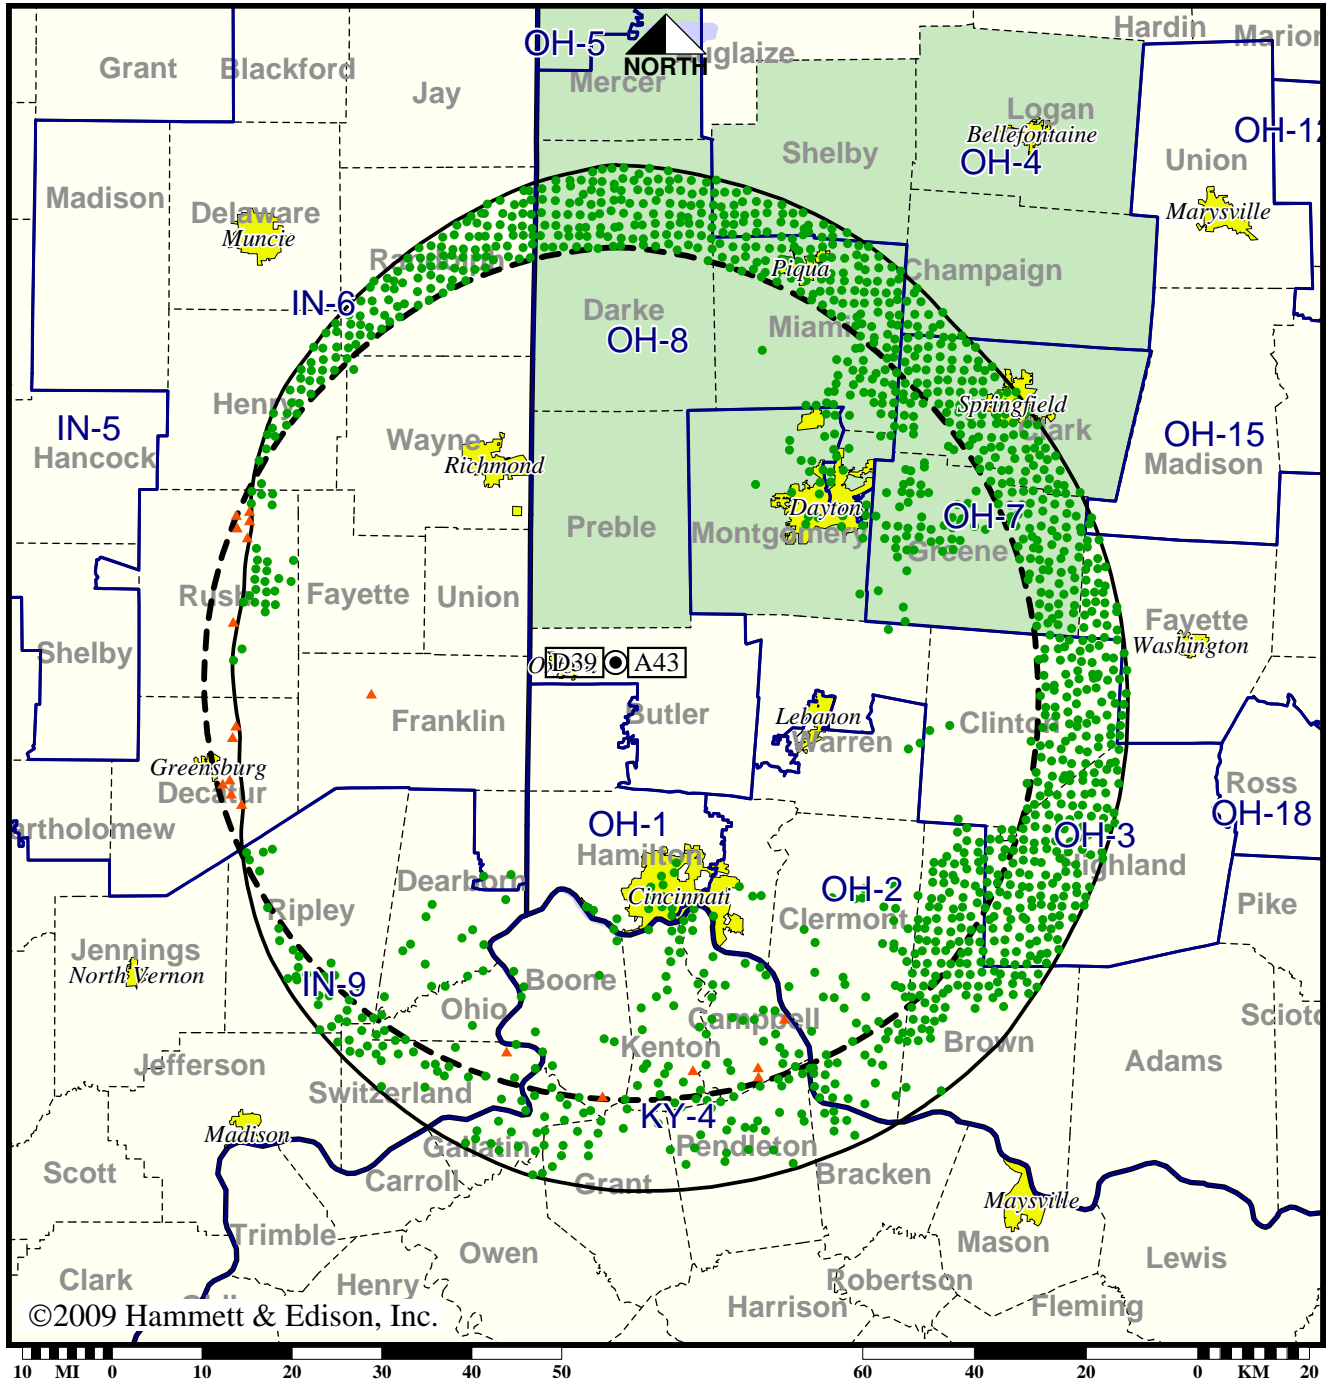 Hardin
Marion
OH-5
Grant
Blackford
Auglaize
NORTH
Jay
Mercer
Logan
Bellefontaine
OH-4
OH-12
Shelby
Union
Madison
Delaware
Muncie
Marysville
Randolph
Piqua
Champaign
IN-6
Darke
Miami
OH-8
Henry
Springfield
Clark
IN-5
Hancock
Wayne
Richmond
OH-15
Madison
Dayton
Preble
Montgomery
OH-7
Greene
Rush
Fayette
Union
Fayette
Washington
Shelby
D39
A43
Franklin
Butler
Lebanon
Warren
Clinton
Greensburg
Decatur
Ross
OH-18
artholomew
OH-1
Hamilton
OH-3
Highland
Dearborn
Cincinnati
OH-2
Clermont
Ripley
Pike
Jennings
North Vernon
IN-9
Boone
Ohio
Campbell
Scioto
Kenton
Brown
Jefferson
Adams
Switzerland
KY-4
Madison
Gallatin
Pendleton
Scott
Carroll
Grant
Bracken
Maysville
Trimble
Owen
Mason
Lewis
Clark
Henry
Robertson
Harrison
Fleming
©2009 Hammett & Edison, Inc.
10 MI 0 10 20 30 40 50 60 40 20 0 KM 20